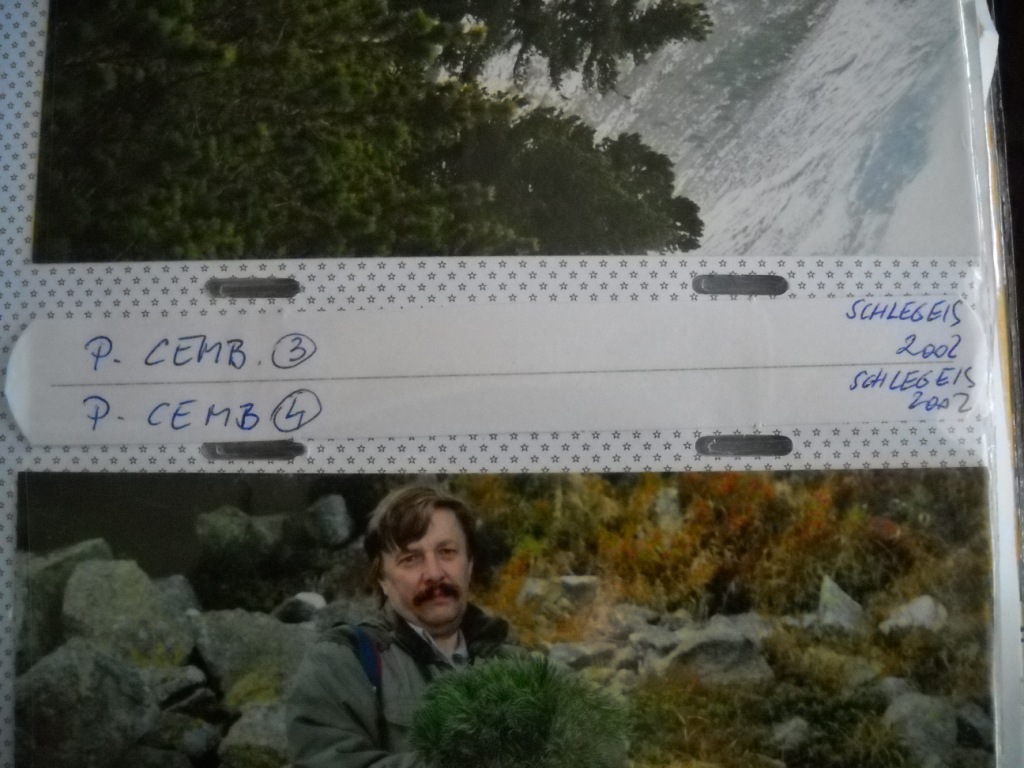 P. CEMB. 3
SCHLEGEIS
2002
P. CEMB 4
SCHLEGEIS
2002